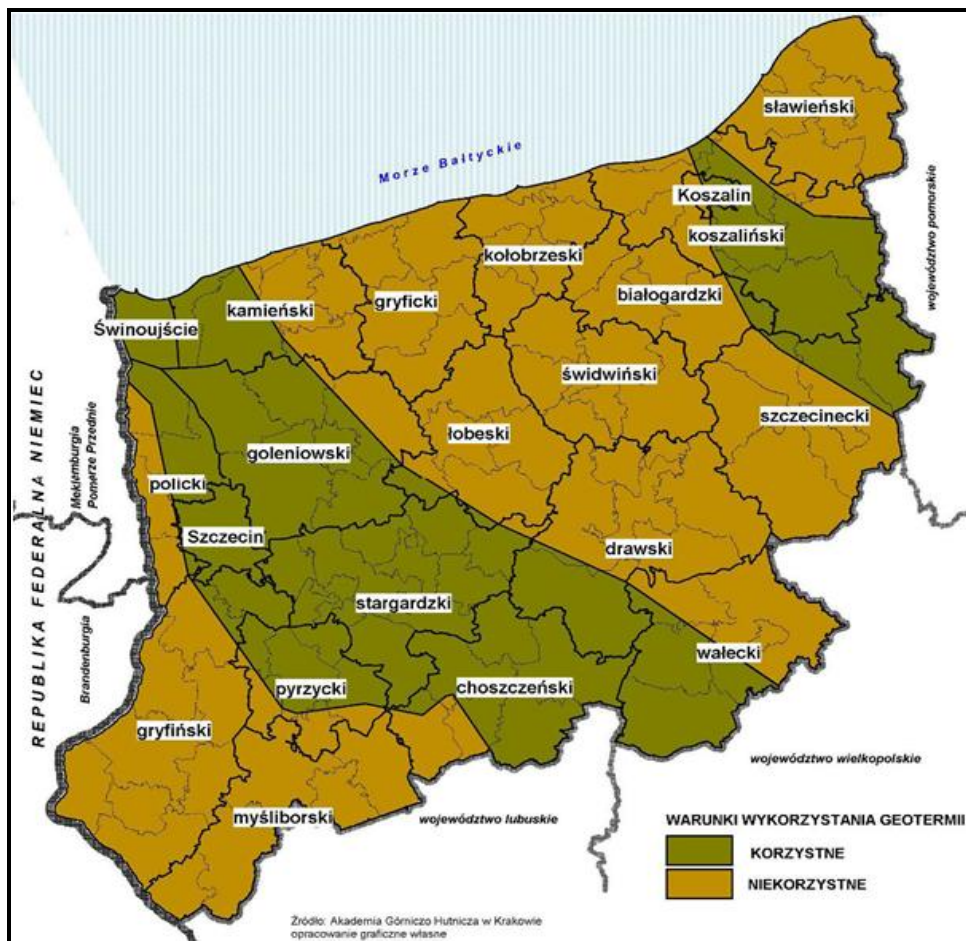 sławieński
Morze Bałtyckie
Koszalin
województwo pomorskie
koszaliński
kołobrzeski
kamieński
gryficki
białogardzki
Świnoujście
świdwiński
szczecinecki
łobeski
goleniowski
REPUBLIKA FEDERALNA NIEMIEC
Meklemburgia
Pomorze Przednie
policki
Szczecin
drawski
stargardzki
Brandenburgia
wałecki
pyrzycki
choszczeński
gryfiński
województwo wielkopolskie
myśliborski
województwo lubuskie
WARUNKI WYKORZYSTANIA GEOTERMII
KORZYSTNE
NIEKORZYSTNE
Źródło: Akademia Górniczo Hutnicza w Krakowie
opracowanie graficzne własne